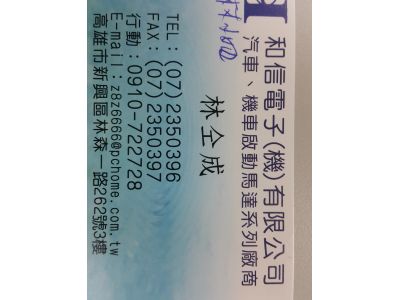 和信電子(機)有限公司
汽車、機車啟動馬達系列廠商
林仝成
TEL：(07)2350396
FAX：(07)2350397
行動：0910-722728
E-mail：z8z6666@pchome.com.tw
高雄市新興區林森一路262號3樓